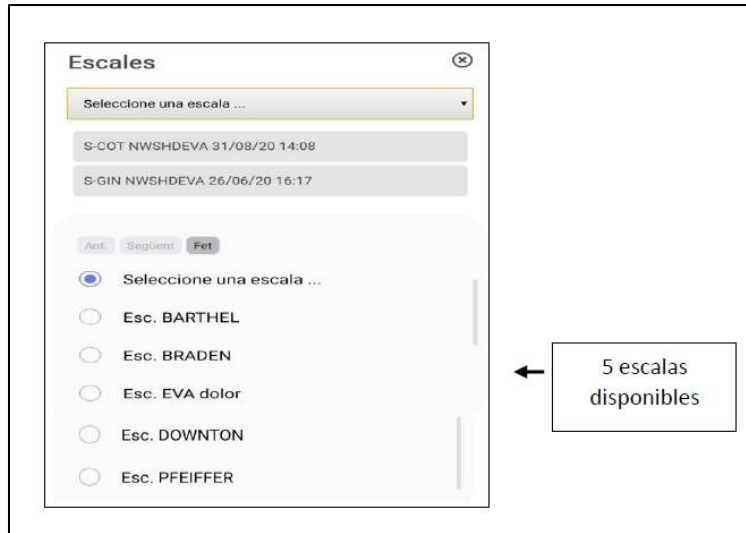 Escales
Seleccione una escala ...
S-COT NWSHDEVA 31/08/20 14:08
S-GIN NWSHDEVA 26/06/20 16:17
Ant. Següent Fet
Seleccione una escala ...
Esc. BARTHEL
Esc. BRADEN
Esc. EVA dolor
Esc. DOWNTON
Esc. PFEIFFER
5 escalas
disponibles